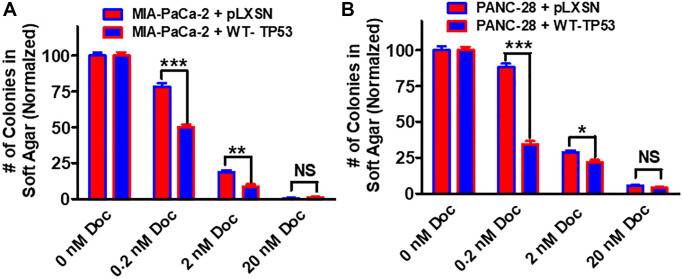 A
MIA-PaCa-2 + pLXSN
MIA-PaCa-2 + WT- TP53
# of Colonies in
Soft Agar (Normalized)
100
75
50
25
0
***
**
NS
0 nM Doc
0.2 nM Doc
2 nM Doc
20 nM Doc
B
PANC-28 + pLXSN
PANC-28 + WT-TP53
# of Colonies in
Soft Agar (Normalized)
100
75
50
25
0
***
*
NS
0 nM Doc
0.2 nM Doc
2 nM Doc
20 nM Doc